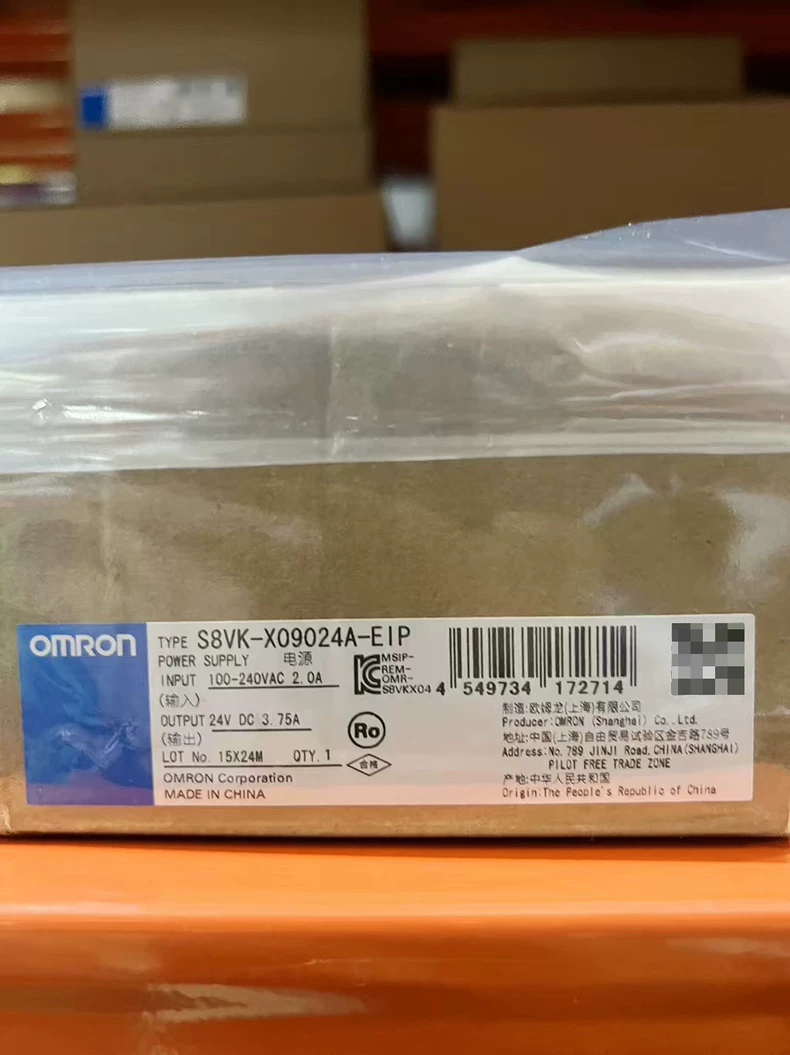 OMRON
TYPE S8VK-X09024A-EIP
POWER SUPPLY 电源
INPUT 100-240VAC 2.0A
(输入)
OUTPUT 24V DC 3.75A
(输出)
LOT No. 15X24M QTY. 1
OMRON Corporation
MADE IN CHINA
MSIP-
REM-
OMR-
S8VKX04
Ro
合格
4 549734 172714
制造:欧姆龙(上海)有限公司
Producer:OMRON (Shanghai) Co.,Ltd.
地址:中国(上海)自由贸易试验区金吉路789号
Address:No. 789 JINJI Road, CHINA(SHANGHAI)
PILOT FREE TRADE ZONE
产地:中华人民共和国
Origin:The People's Republic of China